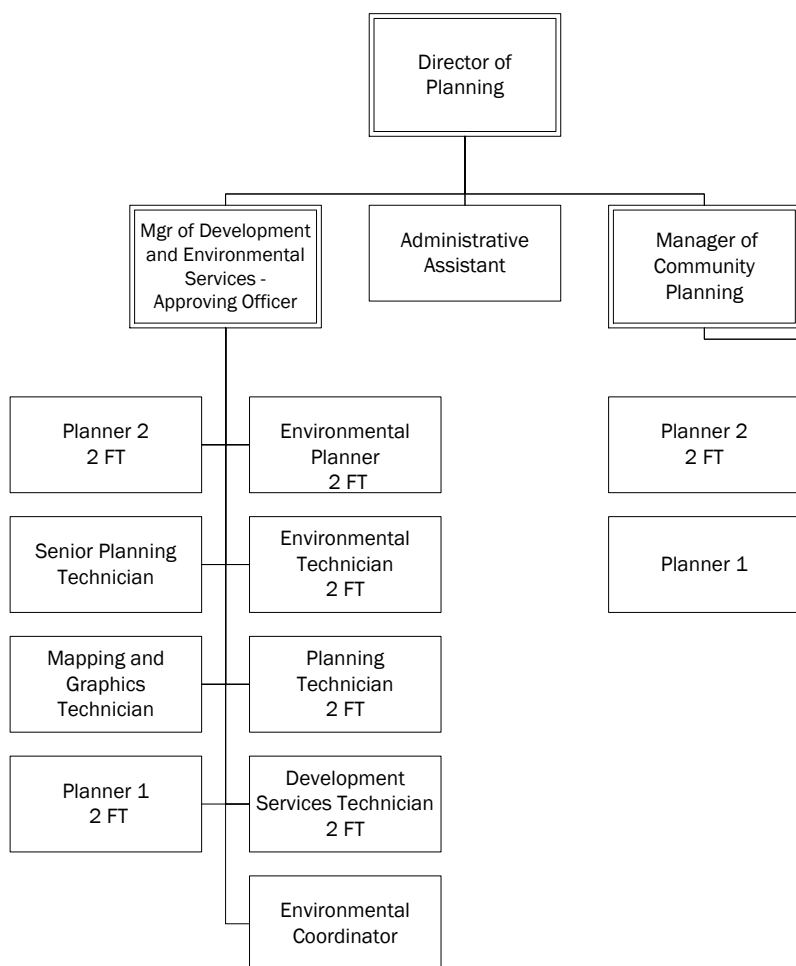 Director of
Planning
Mgr of Development
and Environmental
Services -
Approving Officer
Administrative
Assistant
Manager of
Community
Planning
Planner 2
2 FT
Environmental
Planner
2 FT
Planner 2
2 FT
Senior Planning
Technician
Environmental
Technician
2 FT
Planner 1
Mapping and
Graphics
Technician
Planning
Technician
2 FT
Planner 1
2 FT
Development
Services Technician
2 FT
Environmental
Coordinator